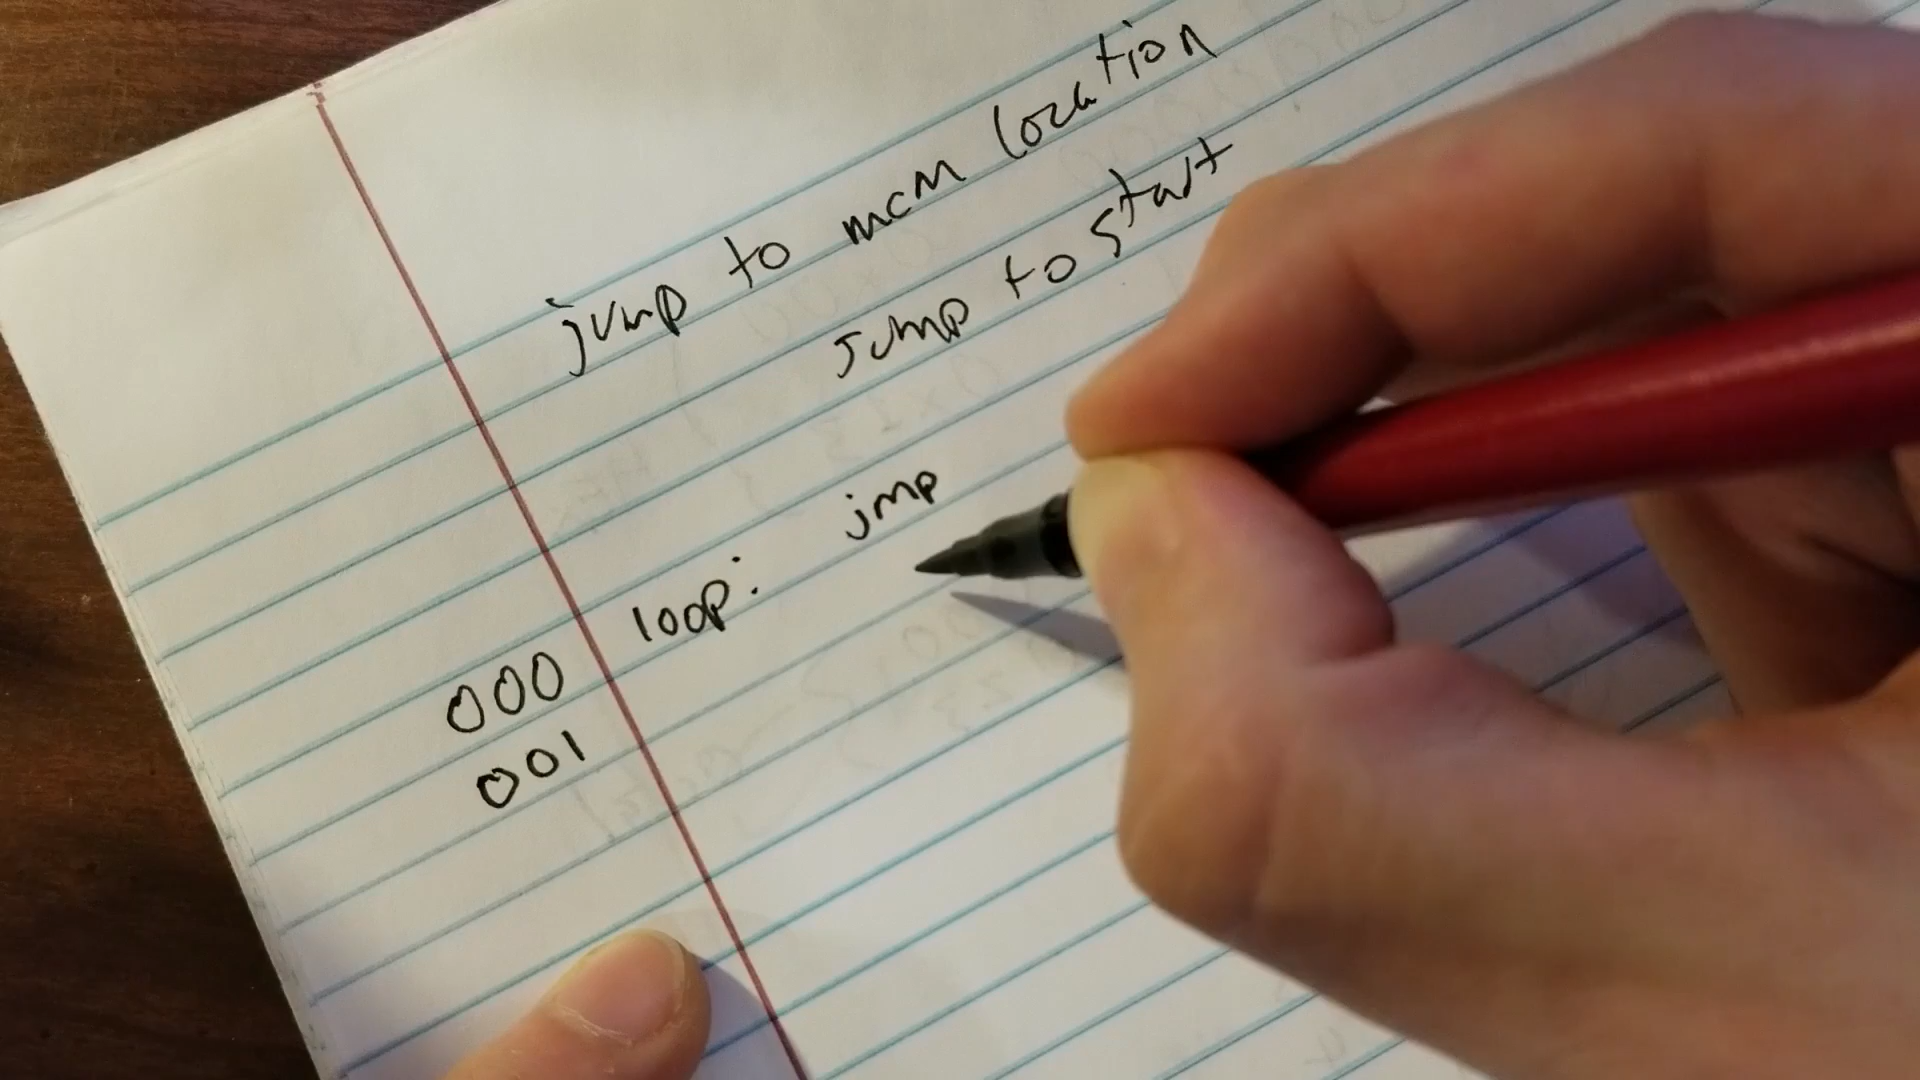 jump to mem location
jump to start
loop: jmp
000
001